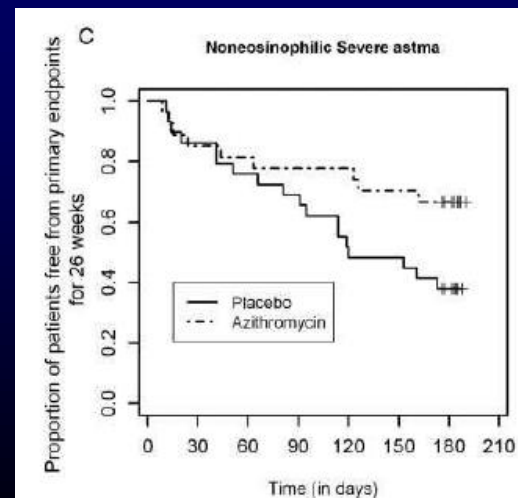 C
Noneosinophilic Severe astma
Proportion of patients free from primary endpoints
for 26 weeks
1.0
0.8
0.6
0.4
0.2
0.0
Placebo
Azithromycin
0 30 60 90 120 150 180 210
Time (in days)